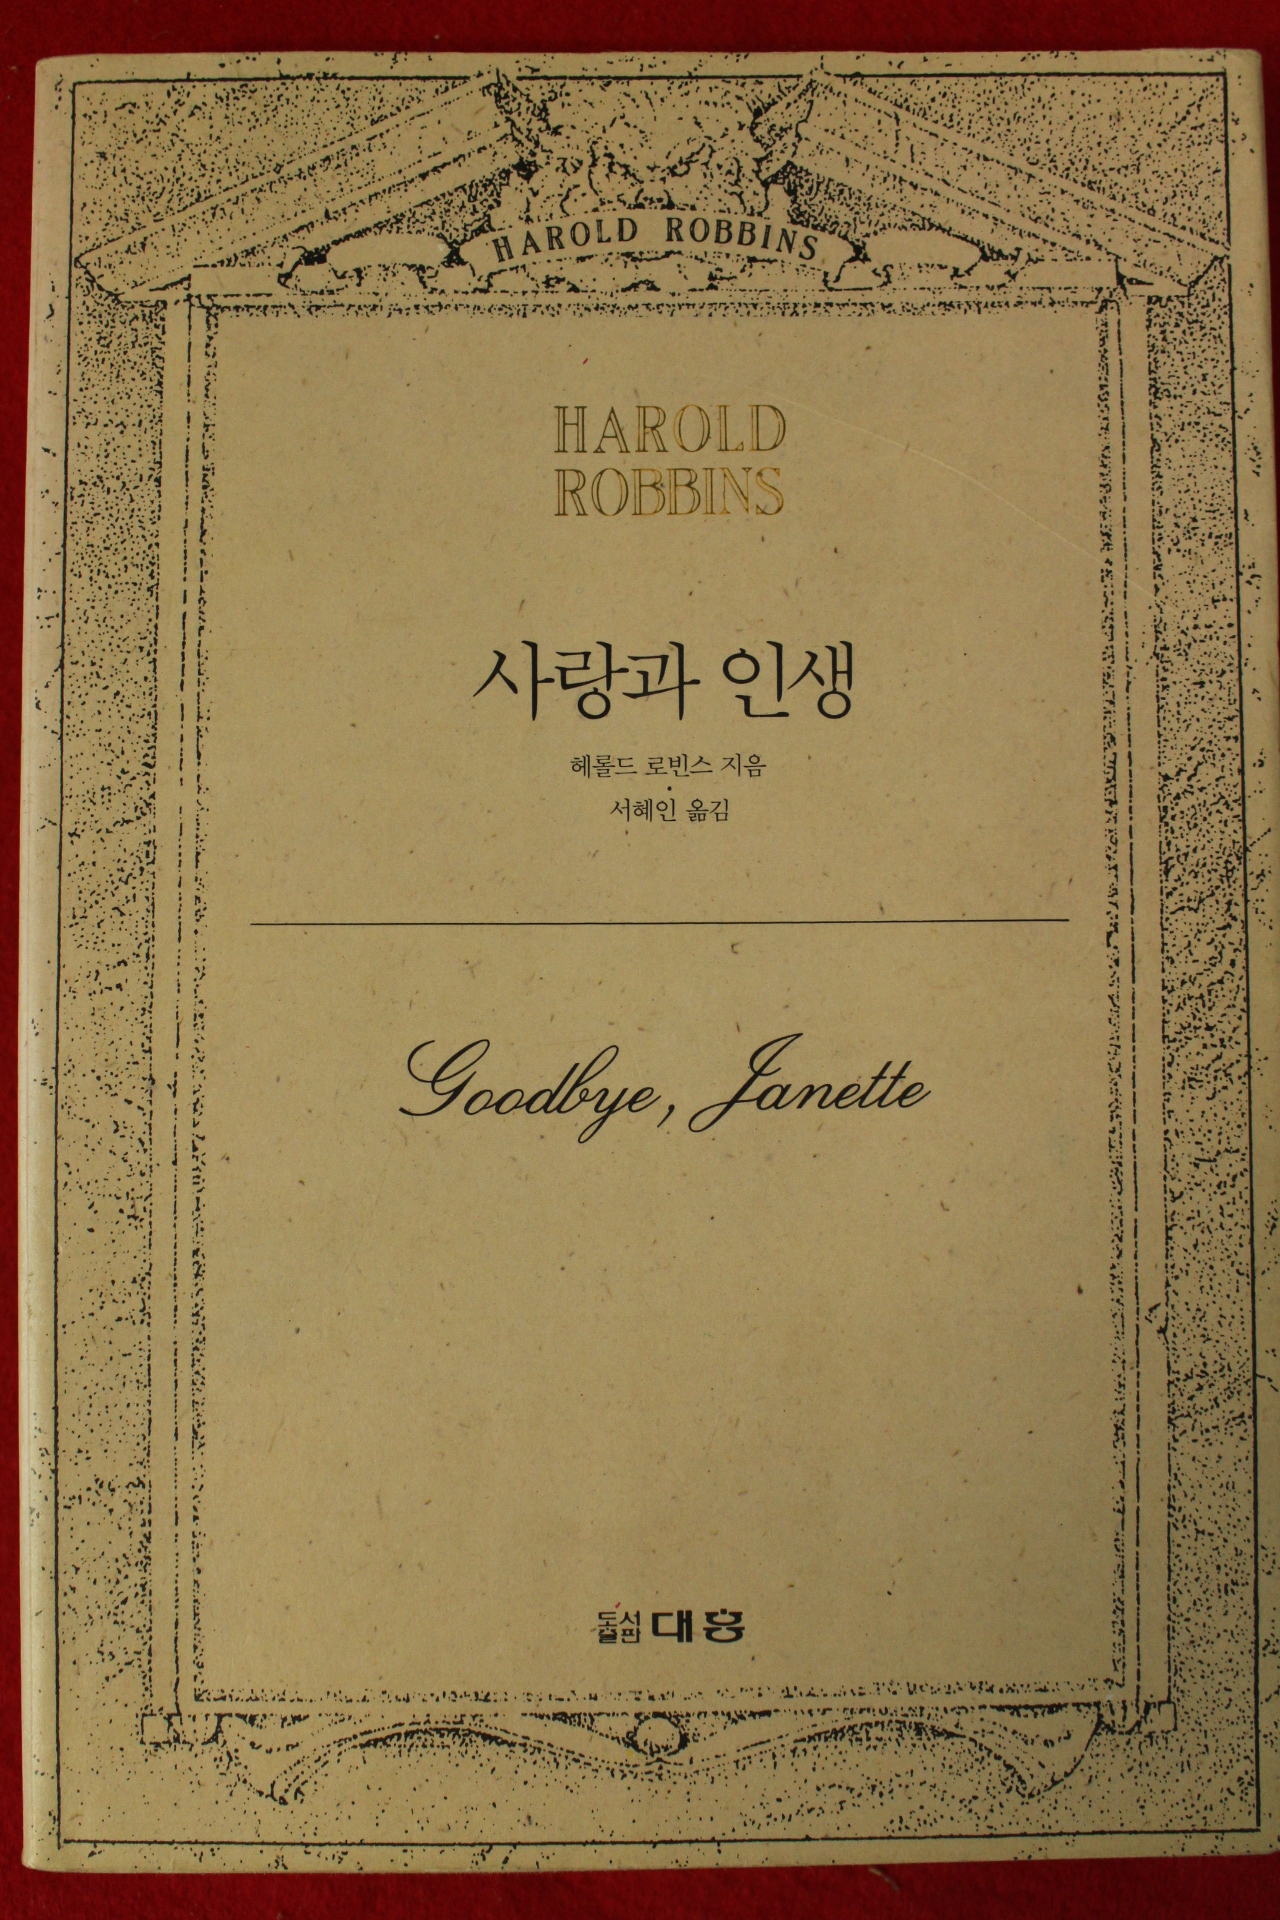 HAROLD ROBBINS
HAROLD
ROBBINS
사랑과 인생
헤롤드 로빈스 지음
·
서혜인 옮김
Goodbye, Janette
도서출판 대흥